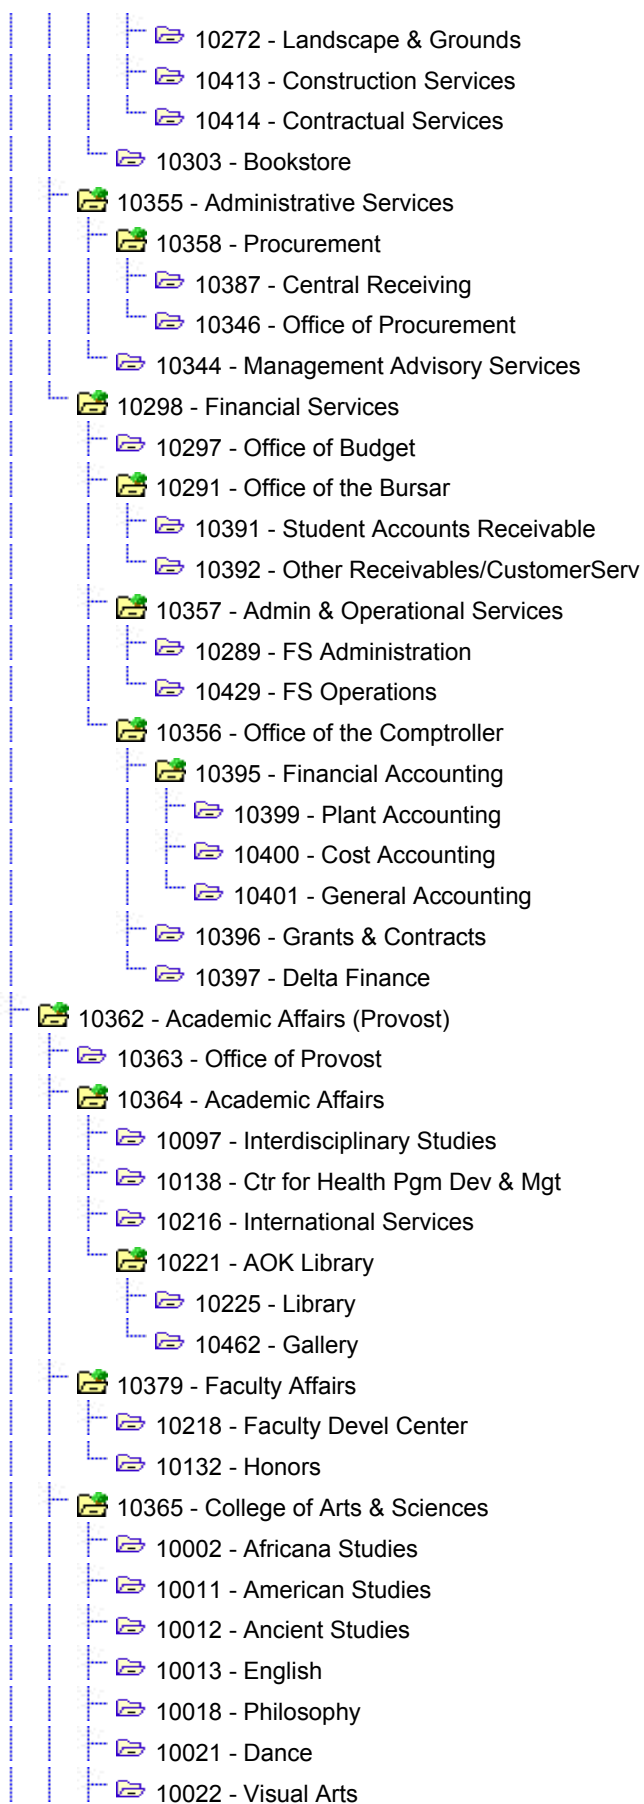 10272 - Landscape & Grounds
10413 - Construction Services
10414 - Contractual Services
10303 - Bookstore
10355 - Administrative Services
10358 - Procurement
10387 - Central Receiving
10346 - Office of Procurement
10344 - Management Advisory Services
10298 - Financial Services
10297 - Office of Budget
10291 - Office of the Bursar
10391 - Student Accounts Receivable
10392 - Other Receivables/CustomerServ
10357 - Admin & Operational Services
10289 - FS Administration
10429 - FS Operations
10356 - Office of the Comptroller
10395 - Financial Accounting
10399 - Plant Accounting
10400 - Cost Accounting
10401 - General Accounting
10396 - Grants & Contracts
10397 - Delta Finance
10362 - Academic Affairs (Provost)
10363 - Office of Provost
10364 - Academic Affairs
10097 - Interdisciplinary Studies
10138 - Ctr for Health Pgm Dev & Mgt
10216 - International Services
10221 - AOK Library
10225 - Library
10462 - Gallery
10379 - Faculty Affairs
10218 - Faculty Devel Center
10132 - Honors
10365 - College of Arts & Sciences
10002 - Africana Studies
10011 - American Studies
10012 - Ancient Studies
10013 - English
10018 - Philosophy
10021 - Dance
10022 - Visual Arts